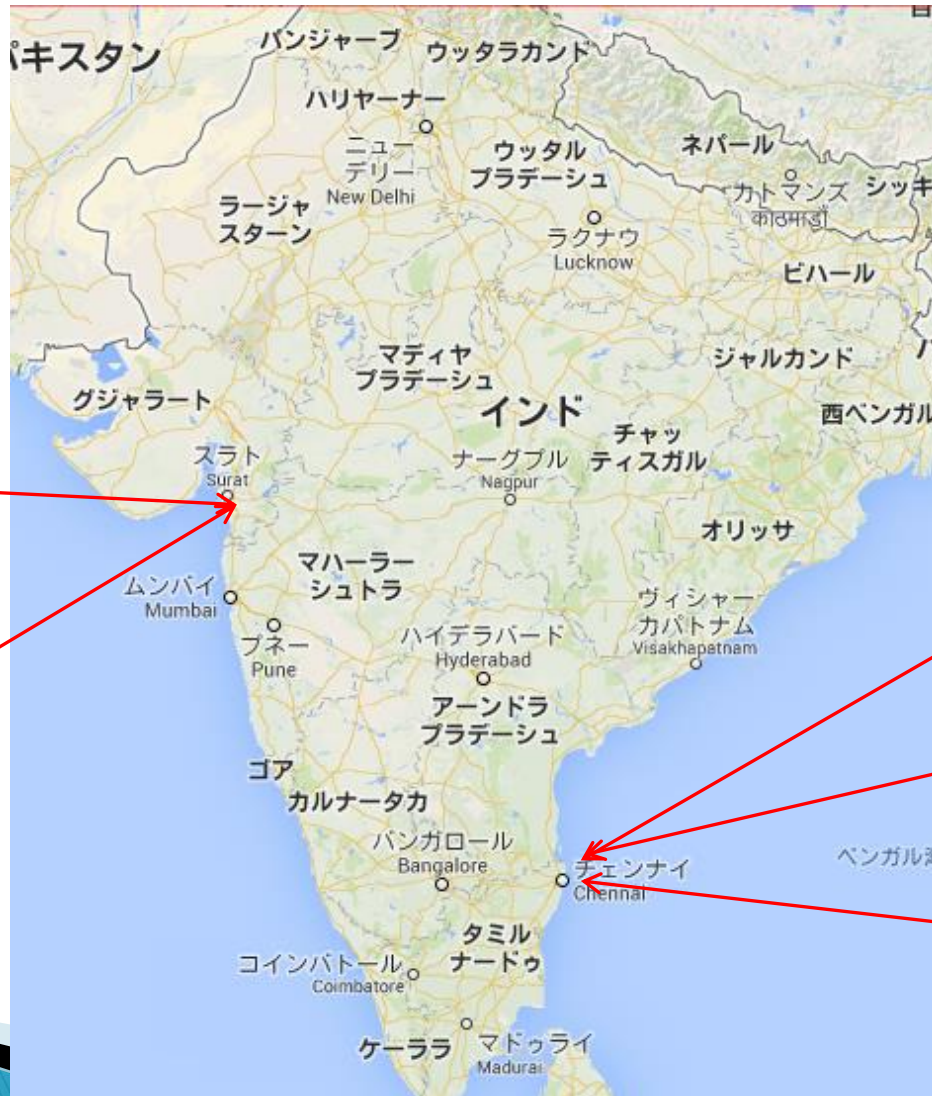 パキスタン
パンジャーブ
ウッタラカンド
ハリヤーナー
ニュー
デリー
New Delhi
ウッタル
プラデーシュ
ネパール
カトマンズ
काठमाडौं
シッキ
ラージャ
スターン
ラクナウ
Lucknow
ビハール
マディヤ
プラデーシュ
ジャルカンド
グジャラート
インド
西ベンガル
チャッ
ティスガル
スラト
Surat
ナーグプル
Nagpur
オリッサ
マハーラー
シュトラ
ムンバイ
Mumbai
プネー
Pune
ヴィシャー
カパトナム
Visakhapatnam
ハイデラバード
Hyderabad
アーンドラ
プラデーシュ
ゴア
カルナータカ
バンガロール
Bangalore
チェンナイ
Chennai
ベンガル湾
タミル
ナードゥ
コインバトール
Coimbatore
ケーララ
マドゥライ
Madurai